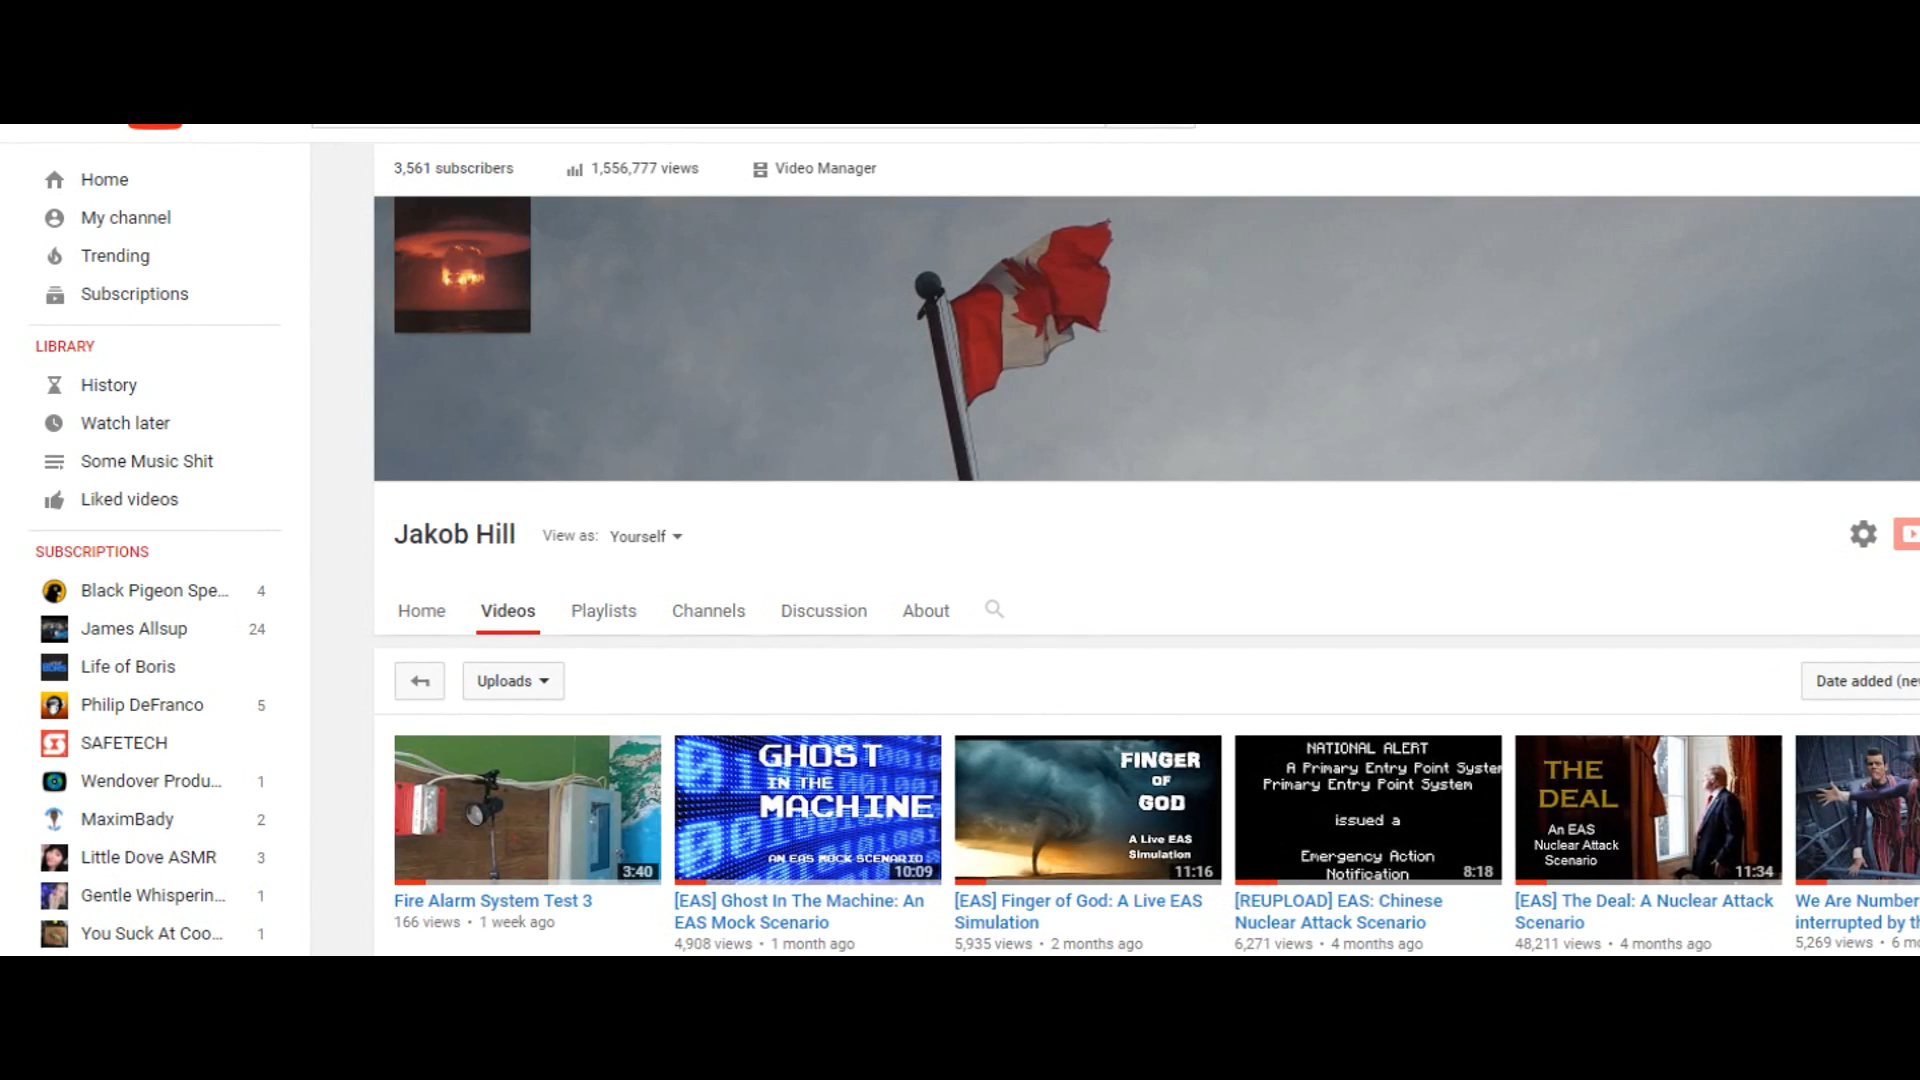 3,561 subscribers
1,556,777 views
Video Manager
Home
My channel
Trending
Subscriptions
LIBRARY
History
Watch later
Some Music Shit
Liked videos
SUBSCRIPTIONS
Black Pigeon Spe... 4
James Allsup 24
Life of Boris
Philip DeFranco 5
SAFETECH
Wendover Produ... 1
MaximBady 2
Little Dove ASMR 3
Gentle Whisperin... 1
You Suck At Coo... 1
Jakob Hill
View as: Yourself
Home
Videos
Playlists
Channels
Discussion
About
Uploads
Date added (
3:40
Fire Alarm System Test 3
166 views • 1 week ago
GHOST
IN THE
MACHINE
AN EAS MOCK SCENARIO
10:09
[EAS] Ghost In The Machine: An
EAS Mock Scenario
4,908 views • 1 month ago
FINGER
OF
GOD
A Live EAS
Simulation
11:16
[EAS] Finger of God: A Live EAS
Simulation
5,935 views • 2 months ago
NATIONAL ALERT
A Primary Entry Point System
Primary Entry Point System
issued a
Emergency Action
Notification
8:18
[REUPLOAD] EAS: Chinese
Nuclear Attack Scenario
6,271 views • 4 months ago
THE
DEAL
An EAS
Nuclear Attack
Scenario
11:34
[EAS] The Deal: A Nuclear Attack
Scenario
48,211 views • 4 months ago
We Are Number
interrupted by
5,269 views • 6